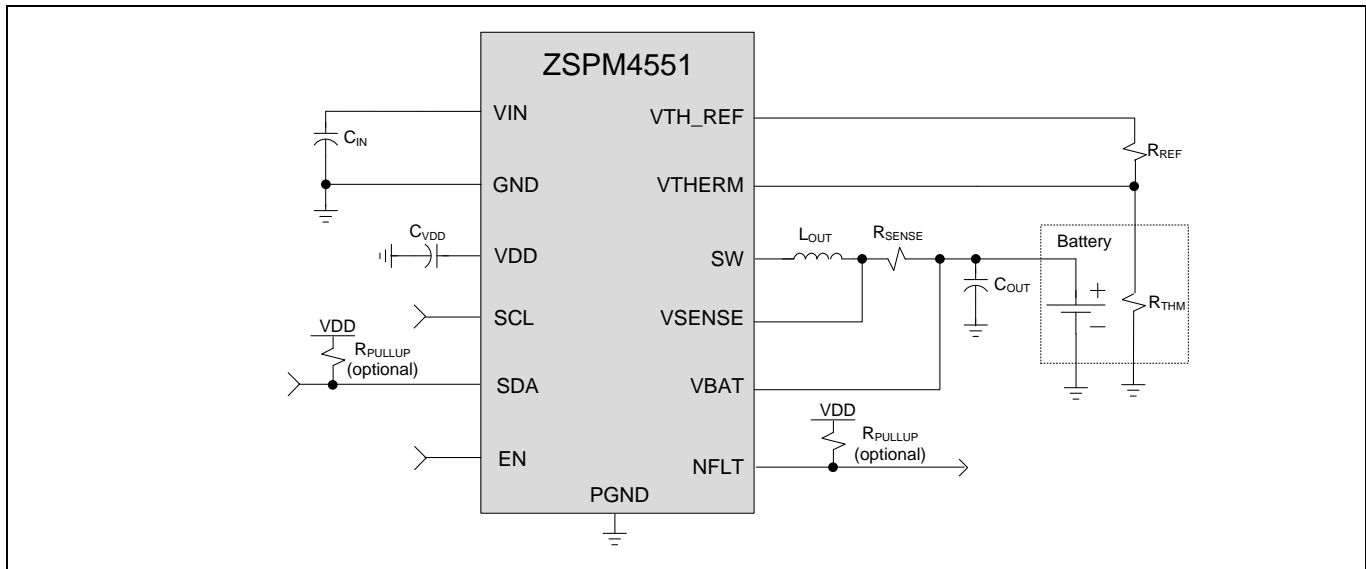 ZSPM4551
VIN
VTH_REF
CIN
RREF
GND
VTHERM
CVDD
VDD
LOUT
RSENSE
Battery
SW
COUT
+
−
RTHM
SCL
VSENSE
VDD
RPULLUP
(optional)
SDA
VBAT
VDD
RPULLUP
(optional)
EN
NFLT
PGND